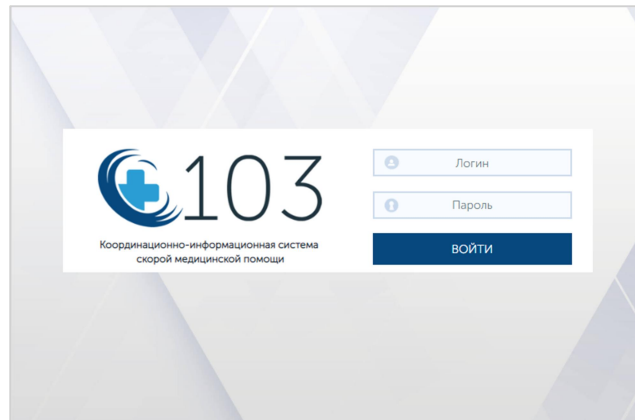 103
Координационно-информационная система
скорой медицинской помощи
Логин
Пароль
ВОЙТИ